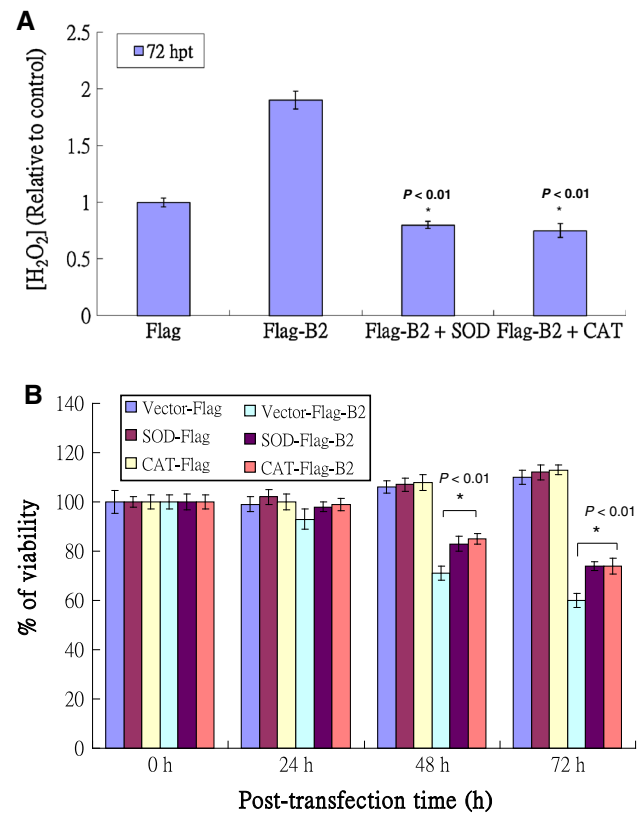 A
[H₂O₂] (Relative to control)
2.5
2
1.5
1
0.5
0
72 hpt
P < 0.01
*
P < 0.01
*
Flag
Flag-B2
Flag-B2 + SOD
Flag-B2 + CAT
B
% of viability
140
120
100
80
60
40
20
0
Vector-Flag
Vector-Flag-B2
SOD-Flag
SOD-Flag-B2
CAT-Flag
CAT-Flag-B2
P < 0.01
*
P < 0.01
*
0 h
24 h
48 h
72 h
Post-transfection time (h)